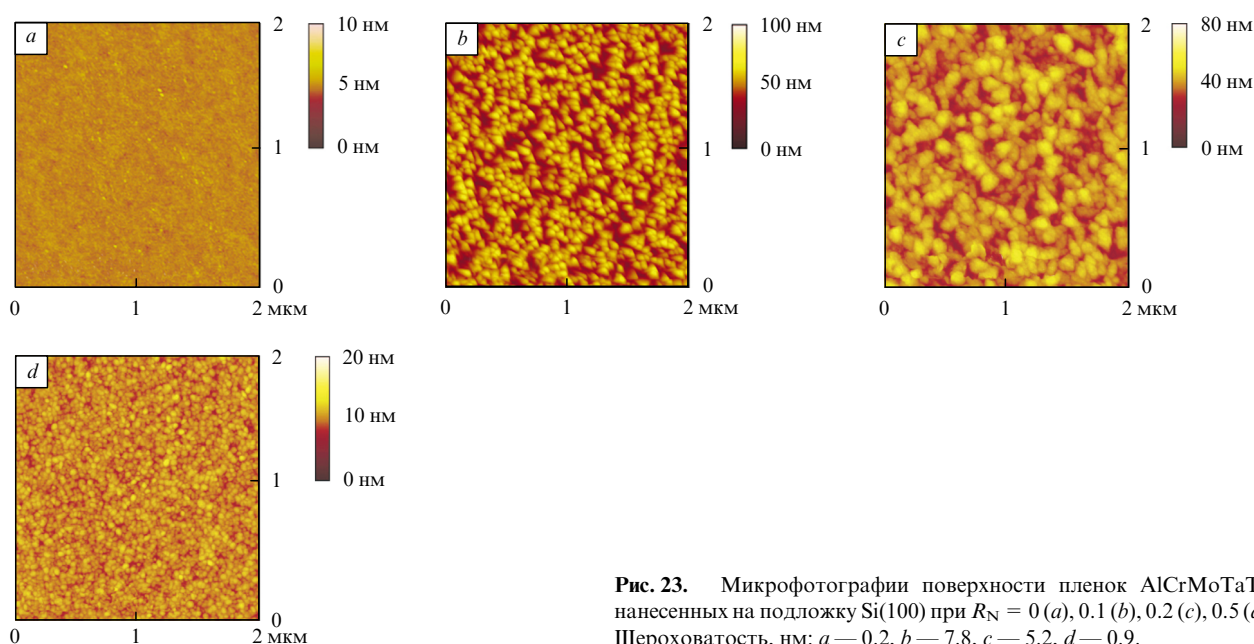 a
2
1
0
0
1
2 мкм
10 нм
5 нм
0 нм
b
2
1
0
0
1
2 мкм
100 нм
50 нм
0 нм
c
2
1
0
0
1
2 мкм
80 нм
40 нм
0 нм
d
2
1
0
0
1
2 мкм
20 нм
10 нм
0 нм
Рис. 23. Микрофотографии поверхности пленок AlCrMoTaT
нанесенных на подложку Si(100) при R_N = 0 (a), 0.1 (b), 0.2 (c), 0.5 (d
Шероховатость, нм: a — 0.2, b — 7.8, c — 5.2, d — 0.9.